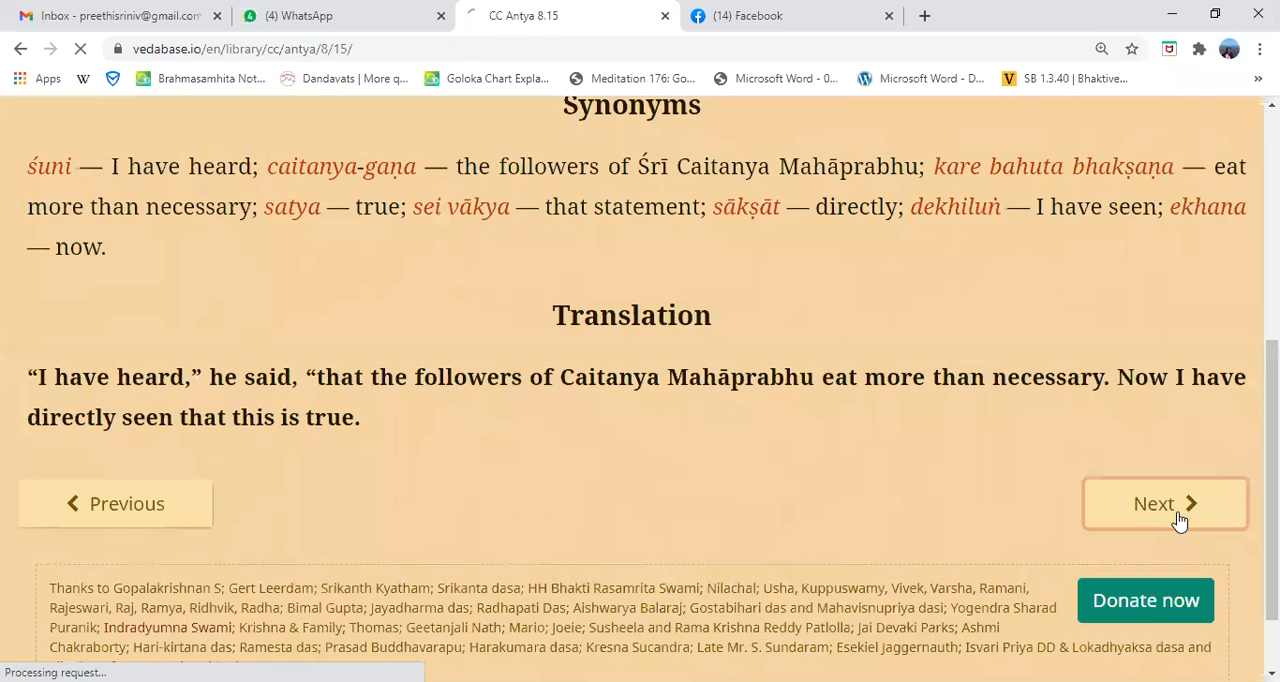 Inbox - preethisriniv@gmail.com
(4) WhatsApp
CC Antya 8.15
(14) Facebook
vedabase.io/en/library/cc/antya/8/15/
Apps
Brahmasamhita Not...
Dandavats | More q...
Goloka Chart Expla...
Meditation 176: Go...
Microsoft Word - 0...
Microsoft Word - D...
SB 1.3.40 | Bhaktive...
»
Synonyms
śuni — I have heard; caitanya-gaṇa — the followers of Śrī Caitanya Mahāprabhu; kare bahuta bhakṣaṇa — eat
more than necessary; satya — true; sei vākya — that statement; sākṣāt — directly; dekhiluṅ — I have seen; ekhana
— now.
Translation
“I have heard,” he said, “that the followers of Caitanya Mahāprabhu eat more than necessary. Now I have
directly seen that this is true.
Previous
Next
Thanks to Gopalakrishnan S; Gert Leerdam; Srikanth Kyatham; Srikanta dasa; HH Bhakti Rasamrita Swami; Nilachal; Usha, Kuppuswamy, Vivek, Varsha, Ramani,
Rajeswari, Raj, Ramya, Ridhvik, Radha; Bimal Gupta; Jayadharma das; Radhapati Das; Aishwarya Balaraj; Gostabihari das and Mahavisnupriya dasi; Yogendra Sharad
Puranik; Indradyumna Swami; Krishna & Family; Thomas; Geetanjali Nath; Mario; Joeie; Susheela and Rama Krishna Reddy Patlolla; Jai Devaki Parks; Ashmi
Chakraborty; Hari-kirtana das; Ramesta das; Prasad Buddhavarapu; Harakumara desa; Kresna Sucandra; Late Mr. S. Sundaram; Esekiel Jaggernauth; Isvari Priya DD & Lokadhyaksa dasa and
Donate now
Processing request...